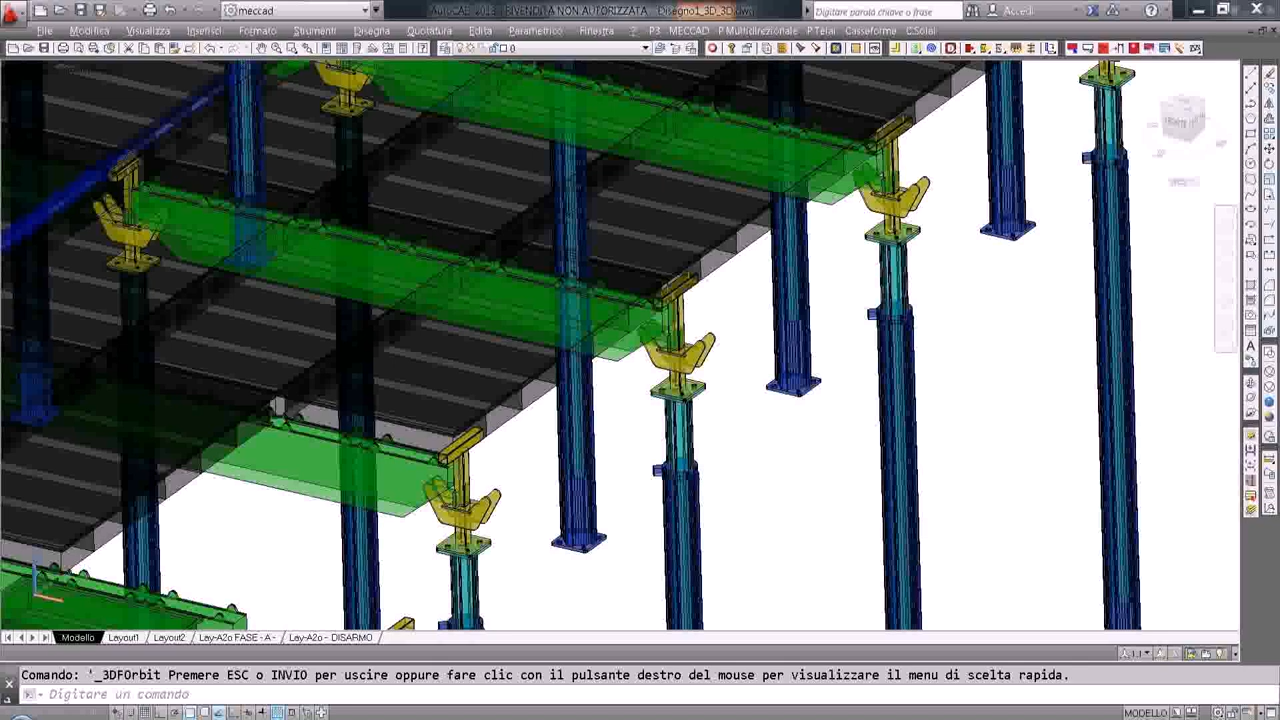 meccad
AutoCAD 2013 RIVENDITA NON AUTORIZZATA Disegno1_3D_3D.dwg
Digitare parola chiave o frase
Accedi
File Modifica Visualizza Inserisci Formato Strumenti Disegna Quotatura Edita Parametrico Finestra ? P3 MECCAD P Multidirezionale P Telai Casseforme C.Solai
0
Modello Layout1 Layout2 Lay-A2o FASE - A - Lay-A2o - DISARMO
1:1
Comando: '_3DFOrbit Premere ESC o INVIO per uscire oppure fare clic con il pulsante destro del mouse per visualizzare il menu di scelta rapida.
Digitare un comando
MODELLO